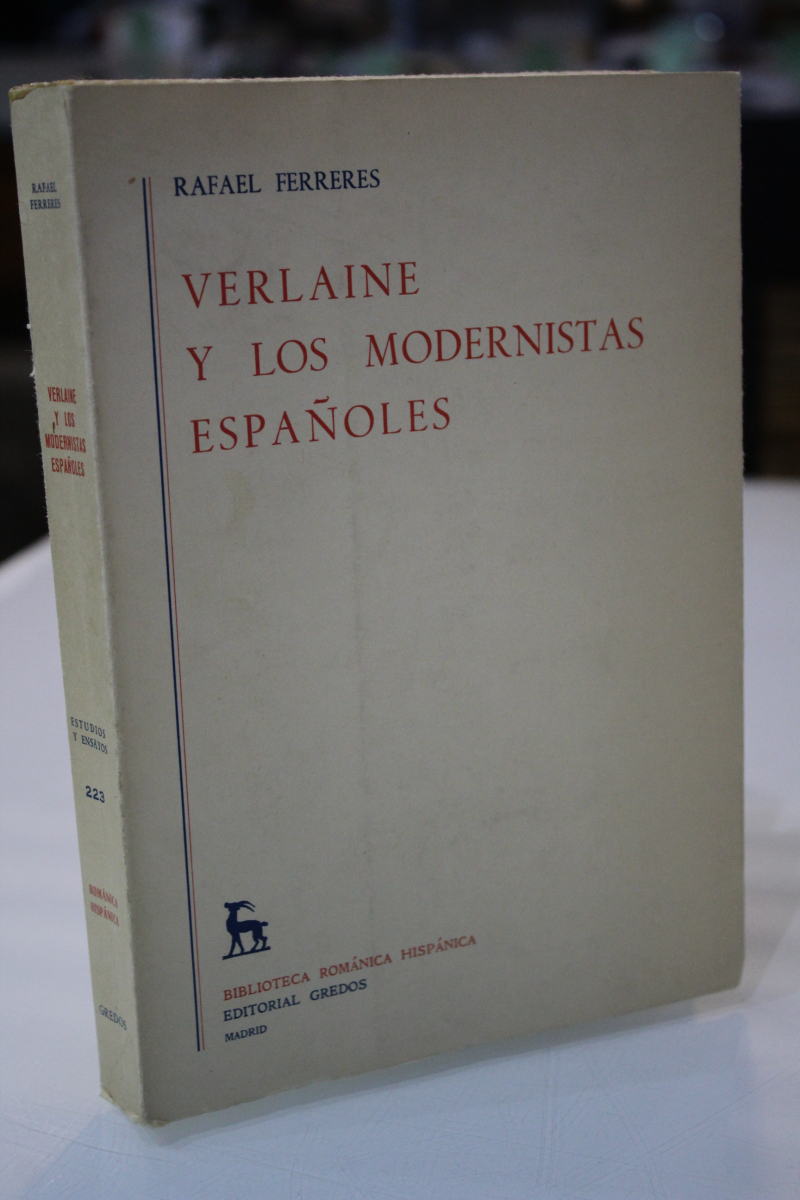 RAFAEL
FERRERES
VERLAINE
Y LOS
MODERNISTAS
ESPAÑOLES
ESTUDIOS
Y ENSAYOS
223
ROMÁNICA
HISPÁNICA
GREDOS
RAFAEL FERRERES
VERLAINE
Y LOS MODERNISTAS
ESPAÑOLES
BIBLIOTECA ROMÁNICA HISPÁNICA
EDITORIAL GREDOS
MADRID